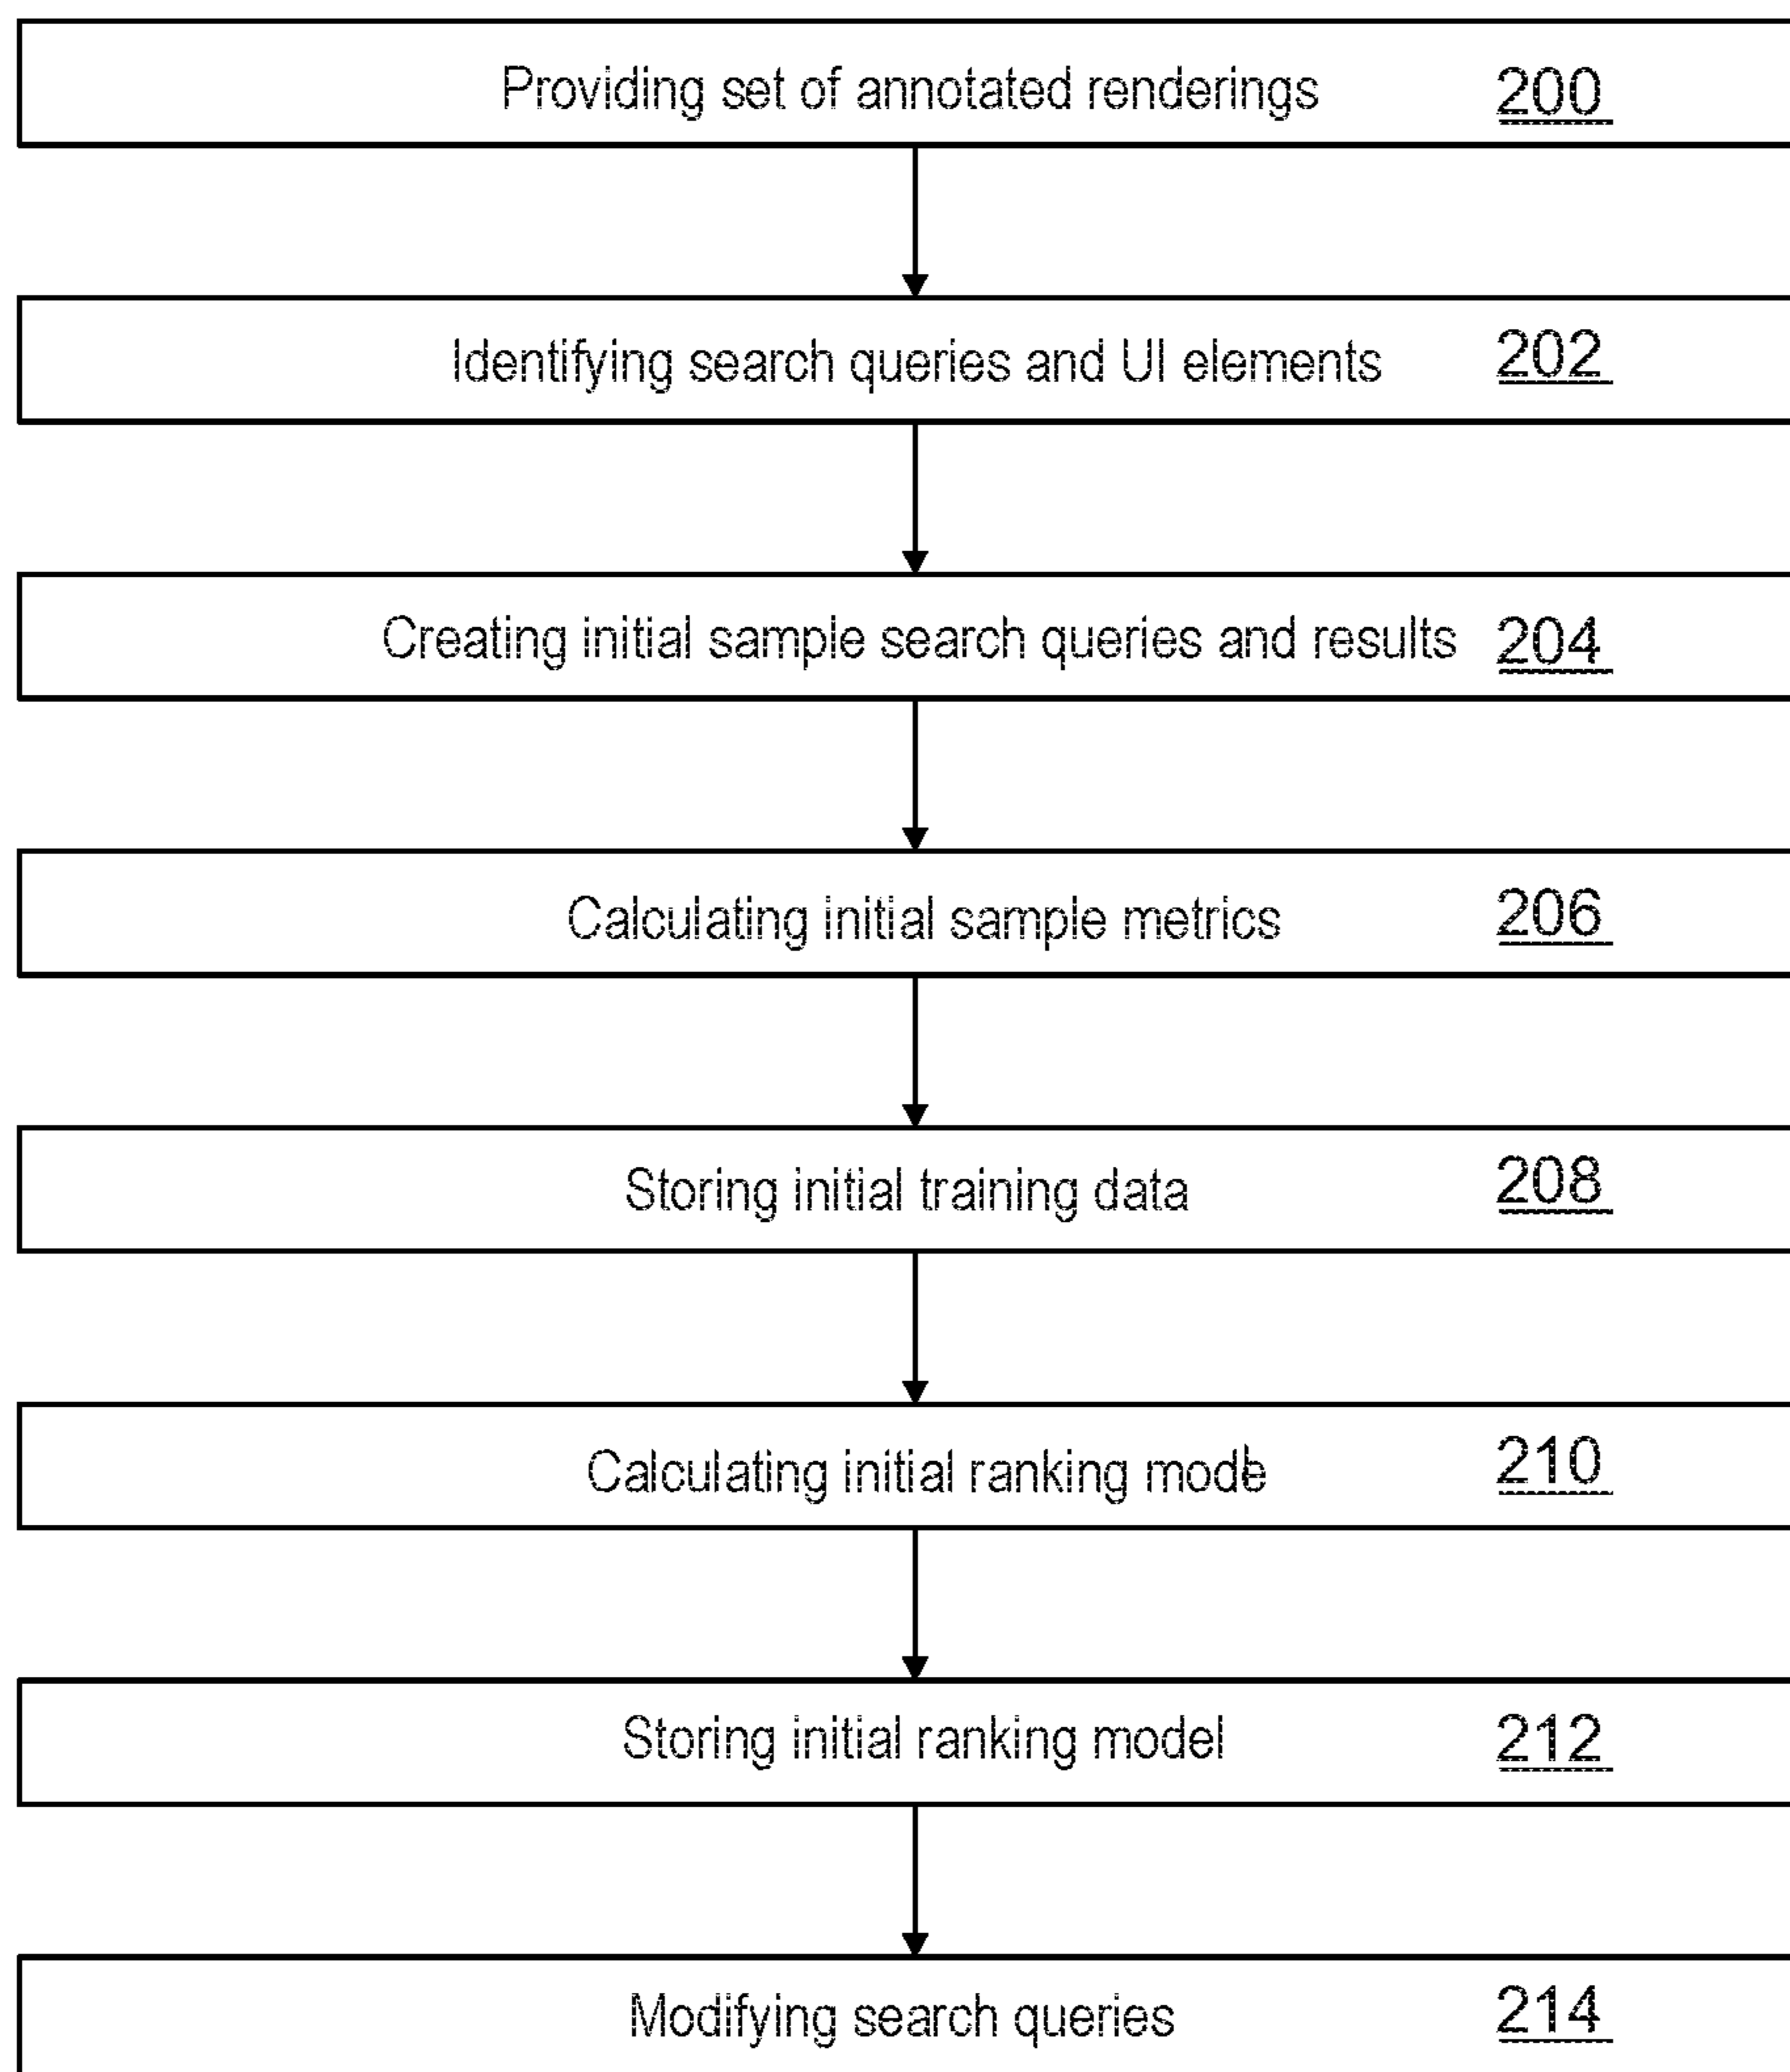 Providing set of annotated renderings 200
Identifying search queries and UI elements 202
Creating initial sample search queries and results 204
Calculating initial sample metrics 206
Storing initial training data 208
Calculating initial ranking model 210
Storing initial ranking model 212
Modifying search queries 214